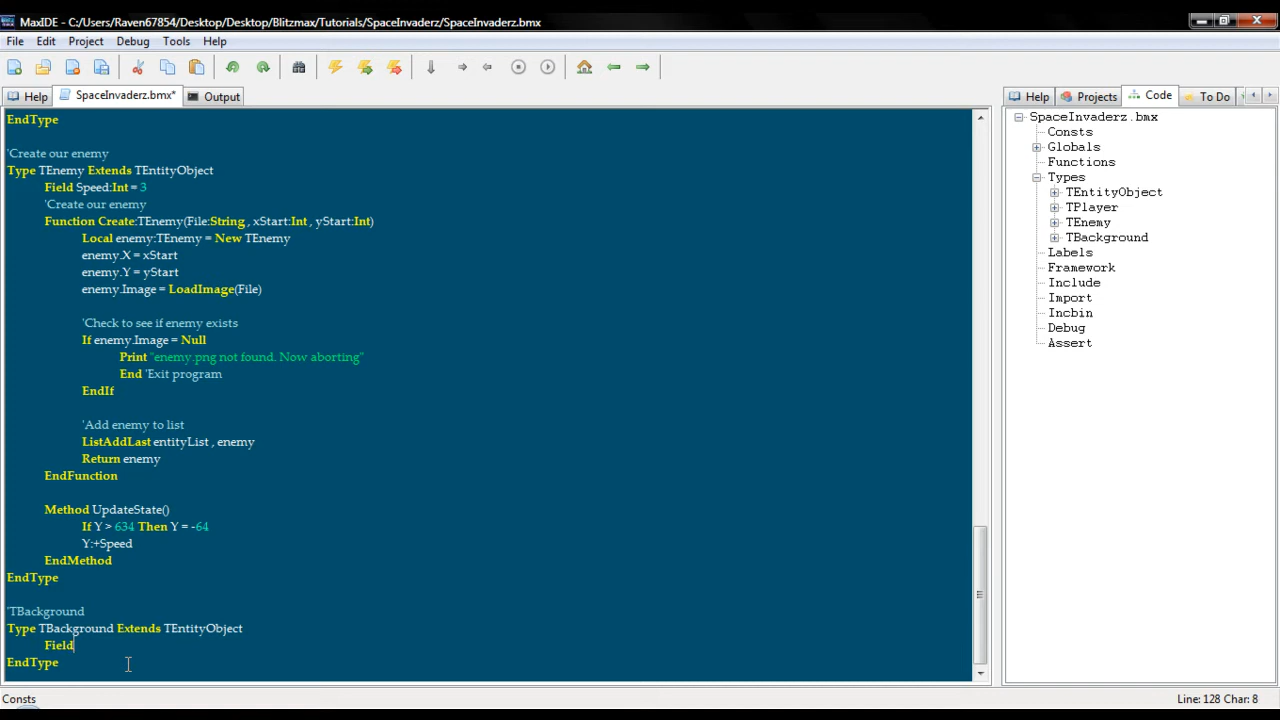 MaxIDE - C:/Users/Raven67854/Desktop/Desktop/Blitzmax/Tutorials/SpaceInvaderz/SpaceInvaderz.bmx
File Edit Project Debug Tools Help
Help SpaceInvaderz.bmx* Output
Help Projects Code To Do
EndType
'Create our enemy
Type TEnemy Extends TEntityObject
Field Speed:Int = 3
'Create our enemy
Function Create:TEnemy(File:String , xStart:Int , yStart:Int)
Local enemy:TEnemy = New TEnemy
enemy.X = xStart
enemy.Y = yStart
enemy.Image = LoadImage(File)
'Check to see if enemy exists
If enemy.Image = Null
Print "enemy.png not found. Now aborting"
End 'Exit program
EndIf
'Add enemy to list
ListAddLast entityList , enemy
Return enemy
EndFunction
Method UpdateState()
If Y > 634 Then Y = -64
Y:+Speed
EndMethod
EndType
'TBackground
Type TBackground Extends TEntityObject
Field
EndType
SpaceInvaderz.bmx
Consts
Globals
Functions
Types
TEntityObject
TPlayer
TEnemy
TBackground
Labels
Framework
Include
Import
Incbin
Debug
Assert
Consts
Line: 128 Char: 8